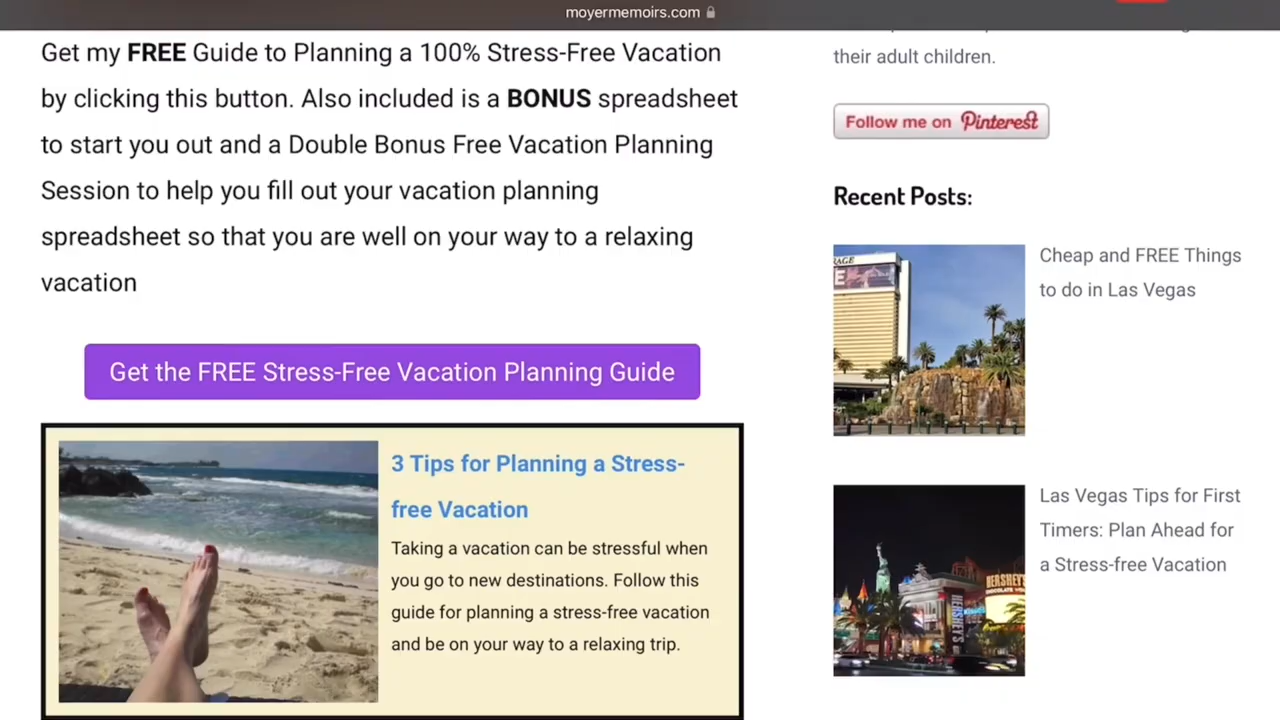 moyermemoirs.com
Get my FREE Guide to Planning a 100% Stress-Free Vacation
by clicking this button. Also included is a BONUS spreadsheet
to start you out and a Double Bonus Free Vacation Planning
Session to help you fill out your vacation planning
spreadsheet so that you are well on your way to a relaxing
vacation
Get the FREE Stress-Free Vacation Planning Guide
3 Tips for Planning a Stress-
free Vacation
Taking a vacation can be stressful when
you go to new destinations. Follow this
guide for planning a stress-free vacation
and be on your way to a relaxing trip.
their adult children.
Follow me on Pinterest
Recent Posts:
Cheap and FREE Things
to do in Las Vegas
Las Vegas Tips for First
Timers: Plan Ahead for
a Stress-free Vacation
HERSHEY'S
HERSHEY'S